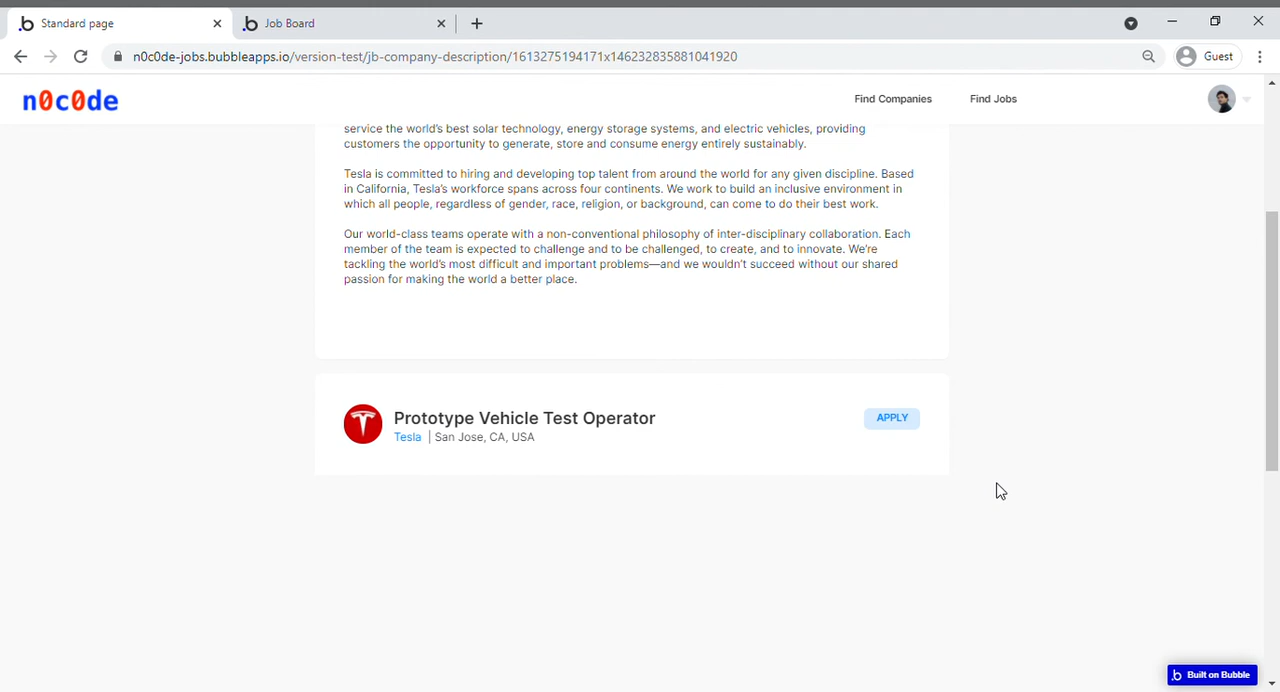 Standard page
Job Board
n0c0de-jobs.bubbleapps.io/version-test/jb-company-description/1613275194171x146232835881041920
Guest
n0c0de
Find Companies
Find Jobs
service the world's best solar technology, energy storage systems, and electric vehicles, providing
customers the opportunity to generate, store and consume energy entirely sustainably.
Tesla is committed to hiring and developing top talent from around the world for any given discipline. Based
in California, Tesla's workforce spans across four continents. We work to build an inclusive environment in
which all people, regardless of gender, race, religion, or background, can come to do their best work.
Our world-class teams operate with a non-conventional philosophy of inter-disciplinary collaboration. Each
member of the team is expected to challenge and to be challenged, to create, and to innovate. We're
tackling the world's most difficult and important problems—and we wouldn't succeed without our shared
passion for making the world a better place.
Prototype Vehicle Test Operator
APPLY
Tesla | San Jose, CA, USA
Built on Bubble